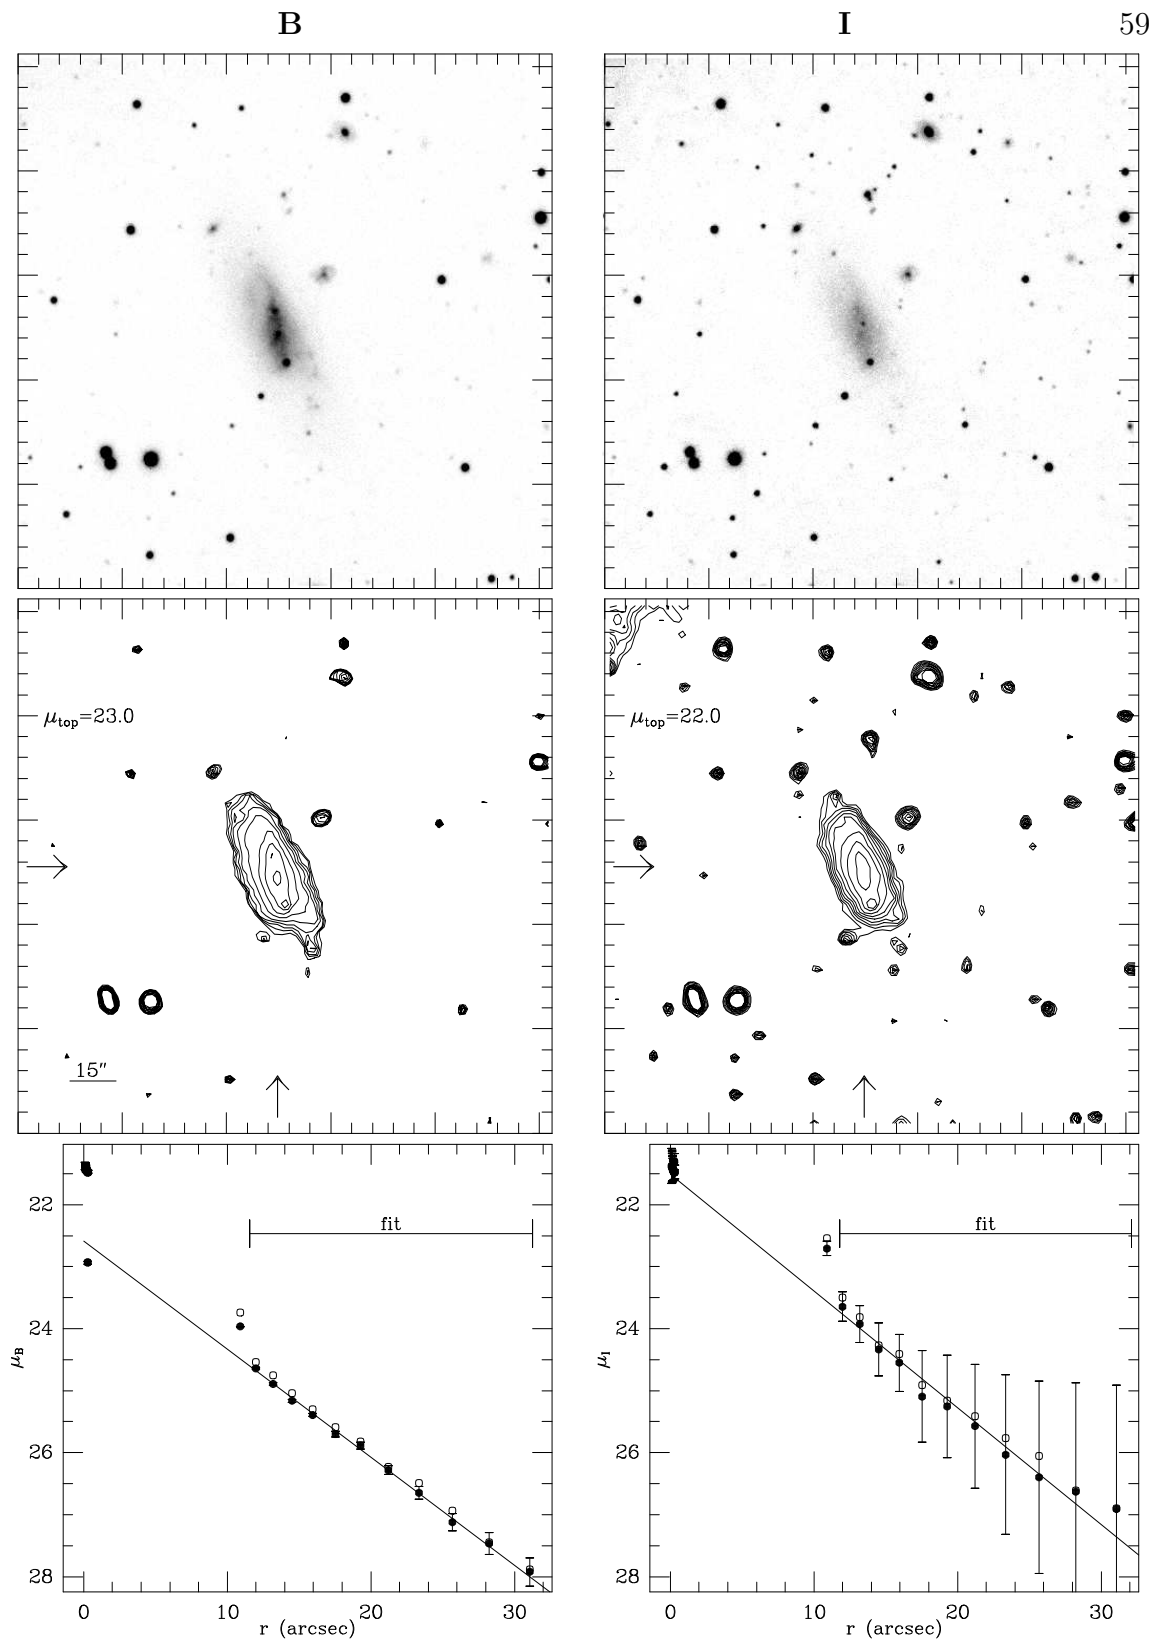 B I 59
μtop=23.0 μtop=22.0
15″
fit fit
22 22
24 24
μB μI
26 26
28 28
0 10 20 30 0 10 20 30
r (arcsec) r (arcsec)